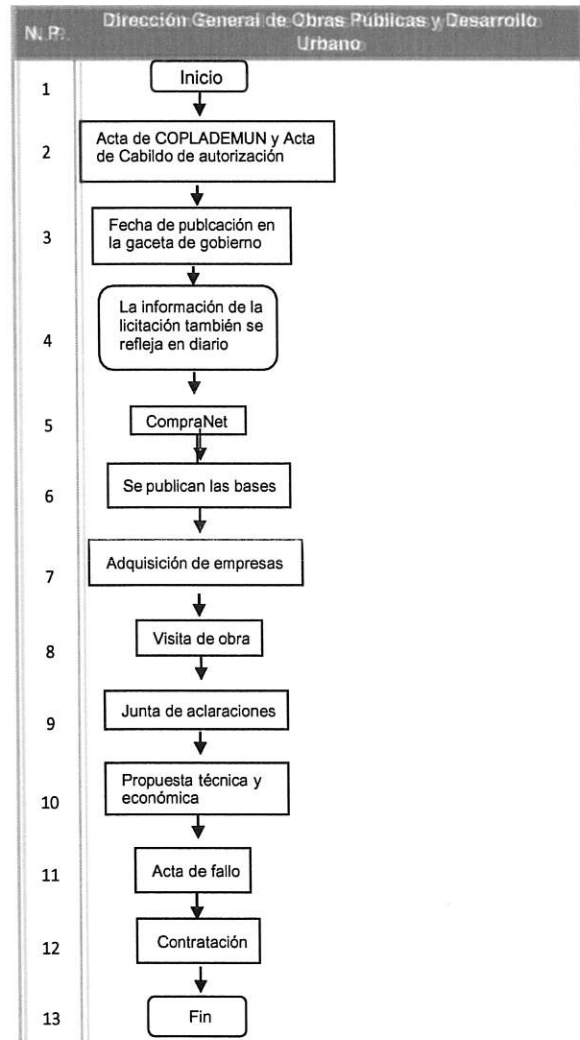 N. P.
Dirección General de Obras Públicas y Desarrollo
Urbano
1
Inicio
2
Acta de COPLADEMUN y Acta
de Cabildo de autorización
3
Fecha de publcación en
la gaceta de gobierno
4
La información de la
licitación también se
refleja en diario
5
CompraNet
6
Se publican las bases
7
Adquisición de empresas
8
Visita de obra
9
Junta de aclaraciones
10
Propuesta técnica y
económica
11
Acta de fallo
12
Contratación
13
Fin